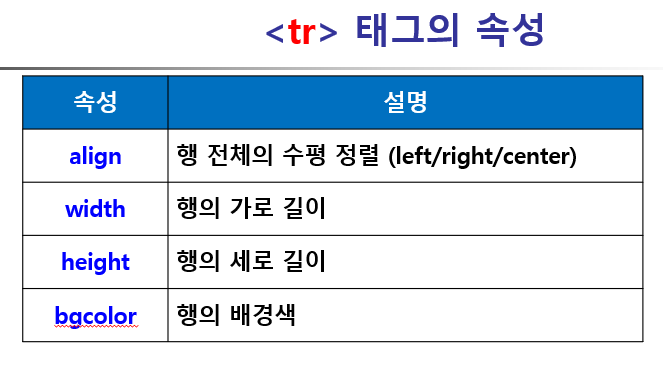 <tr> 태그의 속성
속성 설명
align 행 전체의 수평 정렬 (left/right/center)
width 행의 가로 길이
height 행의 세로 길이
bgcolor 행의 배경색